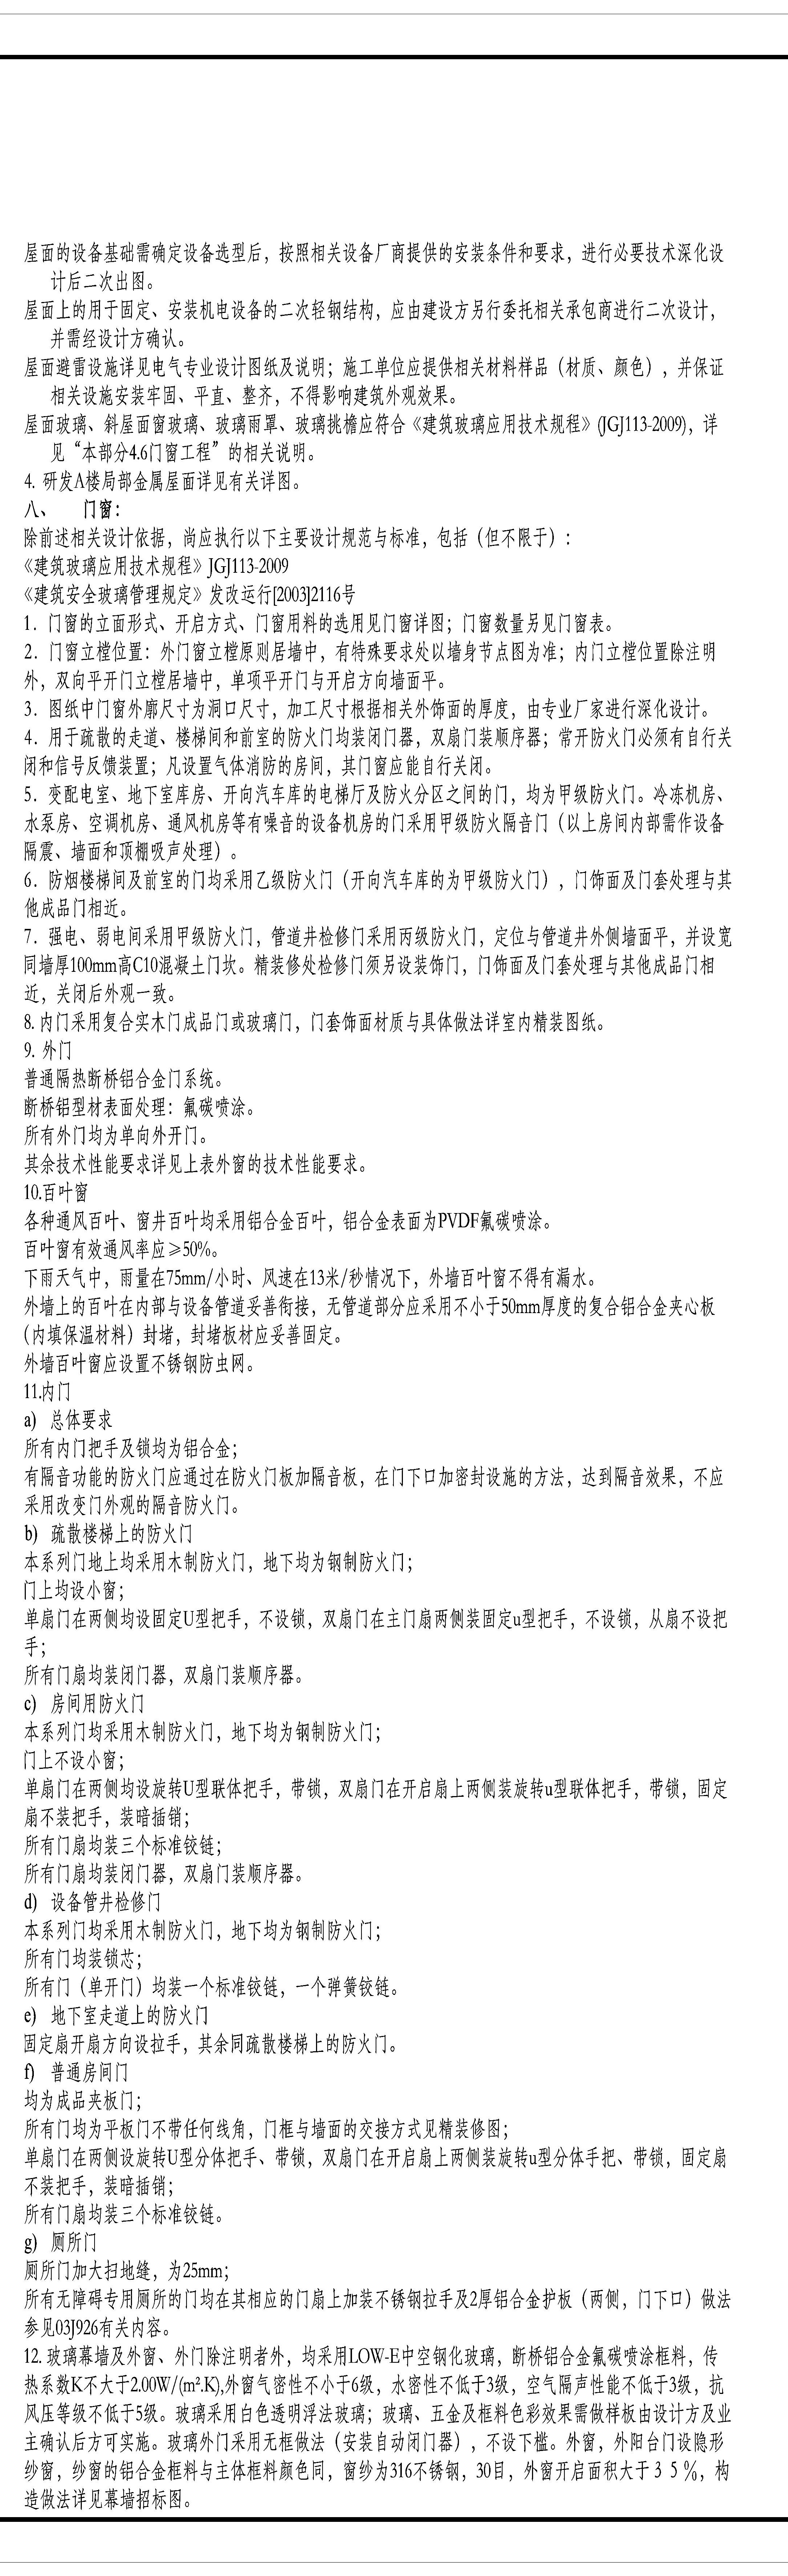 屋面的设备基础需确定设备选型后，按照相关设备厂商提供的安装条件和要求，进行必要技术深化设
计后二次出图。
屋面上的用于固定、安装机电设备的二次轻钢结构，应由建设方另行委托相关承包商进行二次设计，
并需经设计方确认。
屋面避雷设施详见电气专业设计图纸及说明；施工单位应提供相关材料样品（材质、颜色），并保证
相关设施安装牢固、平直、整齐，不得影响建筑外观效果。
屋面玻璃、斜屋面窗玻璃、玻璃雨罩、玻璃挑檐应符合《建筑玻璃应用技术规程》(JGJ113-2009)，详
见“本部分4.6门窗工程”的相关说明。
4. 研发A楼局部金属屋面详见有关详图。
八、 门窗：
除前述相关设计依据，尚应执行以下主要设计规范与标准，包括（但不限于）：
《建筑玻璃应用技术规程》JGJ113-2009
《建筑安全玻璃管理规定》发改运行[2003]2116号
1．门窗的立面形式、开启方式、门窗用料的选用见门窗详图；门窗数量另见门窗表。
2．门窗立樘位置：外门窗立樘原则居墙中，有特殊要求处以墙身节点图为准；内门立樘位置除注明
外，双向平开门立樘居墙中，单项平开门与开启方向墙面平。
3．图纸中门窗外廓尺寸为洞口尺寸，加工尺寸根据相关外饰面的厚度，由专业厂家进行深化设计。
4．用于疏散的走道、楼梯间和前室的防火门均装闭门器，双扇门装顺序器；常开防火门必须有自行关
闭和信号反馈装置；凡设置气体消防的房间，其门窗应能自行关闭。
5．变配电室、地下室库房、开向汽车库的电梯厅及防火分区之间的门，均为甲级防火门。冷冻机房、
水泵房、空调机房、通风机房等有噪音的设备机房的门采用甲级防火隔音门（以上房间内部需作设备
隔震、墙面和顶棚吸声处理）。
6．防烟楼梯间及前室的门均采用乙级防火门（开向汽车库的为甲级防火门），门饰面及门套处理与其
他成品门相近。
7．强电、弱电间采用甲级防火门，管道井检修门采用丙级防火门，定位与管道井外侧墙面平，并设宽
同墙厚100mm高C10混凝土门坎。精装修处检修门须另设装饰门，门饰面及门套处理与其他成品门相
近，关闭后外观一致。
8. 内门采用复合实木门成品门或玻璃门，门套饰面材质与具体做法详室内精装图纸。
9. 外门
普通隔热断桥铝合金门系统。
断桥铝型材表面处理：氟碳喷涂。
所有外门均为单向外开门。
其余技术性能要求详见上表外窗的技术性能要求。
10.百叶窗
各种通风百叶、窗井百叶均采用铝合金百叶，铝合金表面为PVDF氟碳喷涂。
百叶窗有效通风率应≥50%。
下雨天气中，雨量在75mm/小时、风速在13米/秒情况下，外墙百叶窗不得有漏水。
外墙上的百叶在内部与设备管道妥善衔接，无管道部分应采用不小于50mm厚度的复合铝合金夹心板
（内填保温材料）封堵，封堵板材应妥善固定。
外墙百叶窗应设置不锈钢防虫网。
11.内门
a) 总体要求
所有内门把手及锁均为铝合金；
有隔音功能的防火门应通过在防火门板加隔音板，在门下口加密封设施的方法，达到隔音效果，不应
采用改变门外观的隔音防火门。
b) 疏散楼梯上的防火门
本系列门地上均采用木制防火门，地下均为钢制防火门；
门上均设小窗；
单扇门在两侧均设固定U型把手，不设锁，双扇门在主门扇两侧装固定u型把手，不设锁，从扇不设把
手；
所有门扇均装闭门器，双扇门装顺序器。
c) 房间用防火门
本系列门均采用木制防火门，地下均为钢制防火门；
门上不设小窗；
单扇门在两侧均设旋转U型联体把手，带锁，双扇门在开启扇上两侧装旋转u型联体把手，带锁，固定
扇不装把手，装暗插销；
所有门扇均装三个标准铰链；
所有门扇均装闭门器，双扇门装顺序器。
d) 设备管井检修门
本系列门均采用木制防火门，地下均为钢制防火门；
所有门均装锁芯；
所有门（单开门）均装一个标准铰链，一个弹簧铰链。
e) 地下室走道上的防火门
固定扇开扇方向设拉手，其余同疏散楼梯上的防火门。
f) 普通房间门
均为成品夹板门；
所有门均为平板门不带任何线角，门框与墙面的交接方式见精装修图；
单扇门在两侧设旋转U型分体把手、带锁，双扇门在开启扇上两侧装旋转u型分体手把、带锁，固定扇
不装把手，装暗插销；
所有门扇均装三个标准铰链。
g) 厕所门
厕所门加大扫地缝，为25mm；
所有无障碍专用厕所的门均在其相应的门扇上加装不锈钢拉手及2厚铝合金护板（两侧，门下口）做法
参见03J926有关内容。
12. 玻璃幕墙及外窗、外门除注明者外，均采用LOW-E中空钢化玻璃，断桥铝合金氟碳喷涂框料，传
热系数K不大于2.00W/(m².K),外窗气密性不小于6级，水密性不低于3级，空气隔声性能不低于3级，抗
风压等级不低于5级。玻璃采用白色透明浮法玻璃；玻璃、五金及框料色彩效果需做样板由设计方及业
主确认后方可实施。玻璃外门采用无框做法（安装自动闭门器），不设下槛。外窗，外阳台门设隐形
纱窗，纱窗的铝合金框料与主体框料颜色同，窗纱为316不锈钢，30目，外窗开启面积大于３５％，构
造做法详见幕墙招标图。